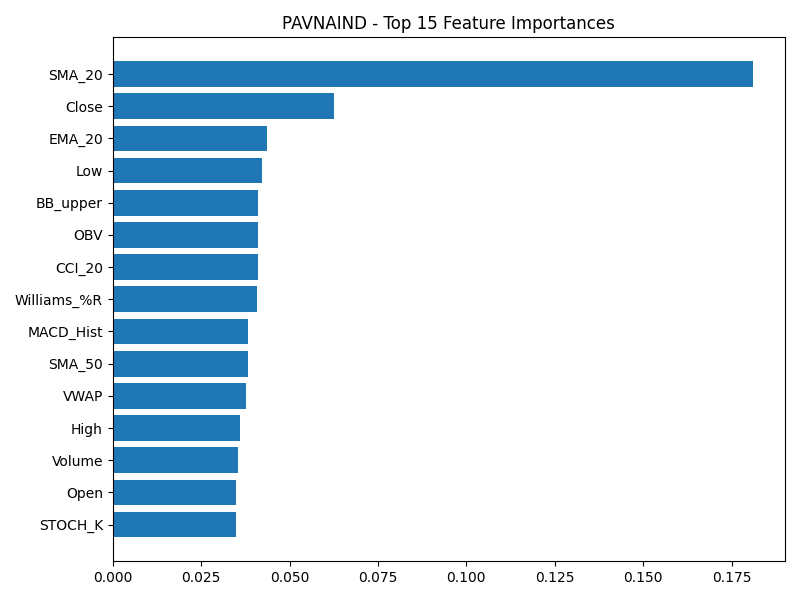 PAVNAIND - Top 15 Feature Importances
SMA_20
Close
EMA_20
Low
BB_upper
OBV
CCI_20
Williams_%R
MACD_Hist
SMA_50
VWAP
High
Volume
Open
STOCH_K
0.000 0.025 0.050 0.075 0.100 0.125 0.150 0.175